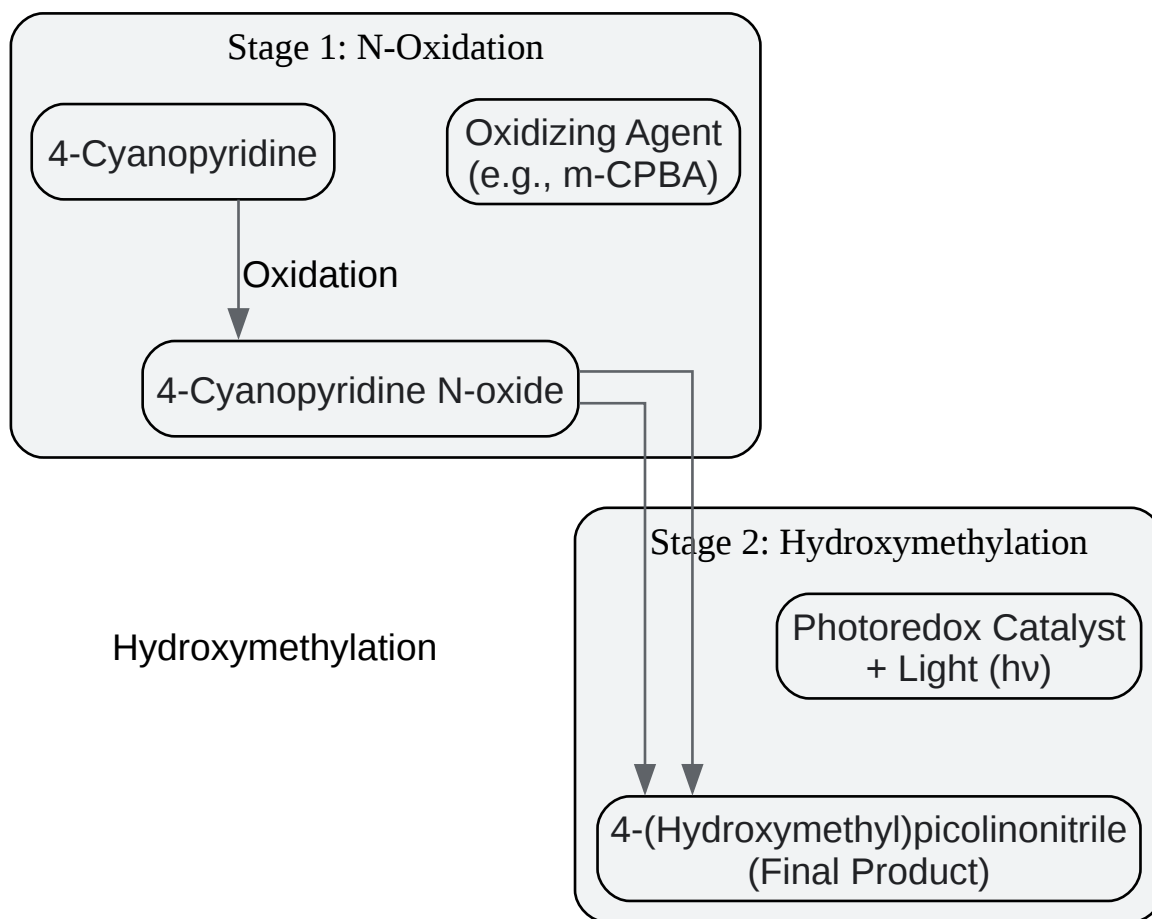 Stage 1: N-Oxidation
4-Cyanopyridine
Oxidizing Agent
(e.g., m-CPBA)
Oxidation
4-Cyanopyridine N-oxide
Stage 2: Hydroxymethylation
Photoredox Catalyst
+ Light (hν)
Hydroxymethylation
4-(Hydroxymethyl)picolinonitrile
(Final Product)